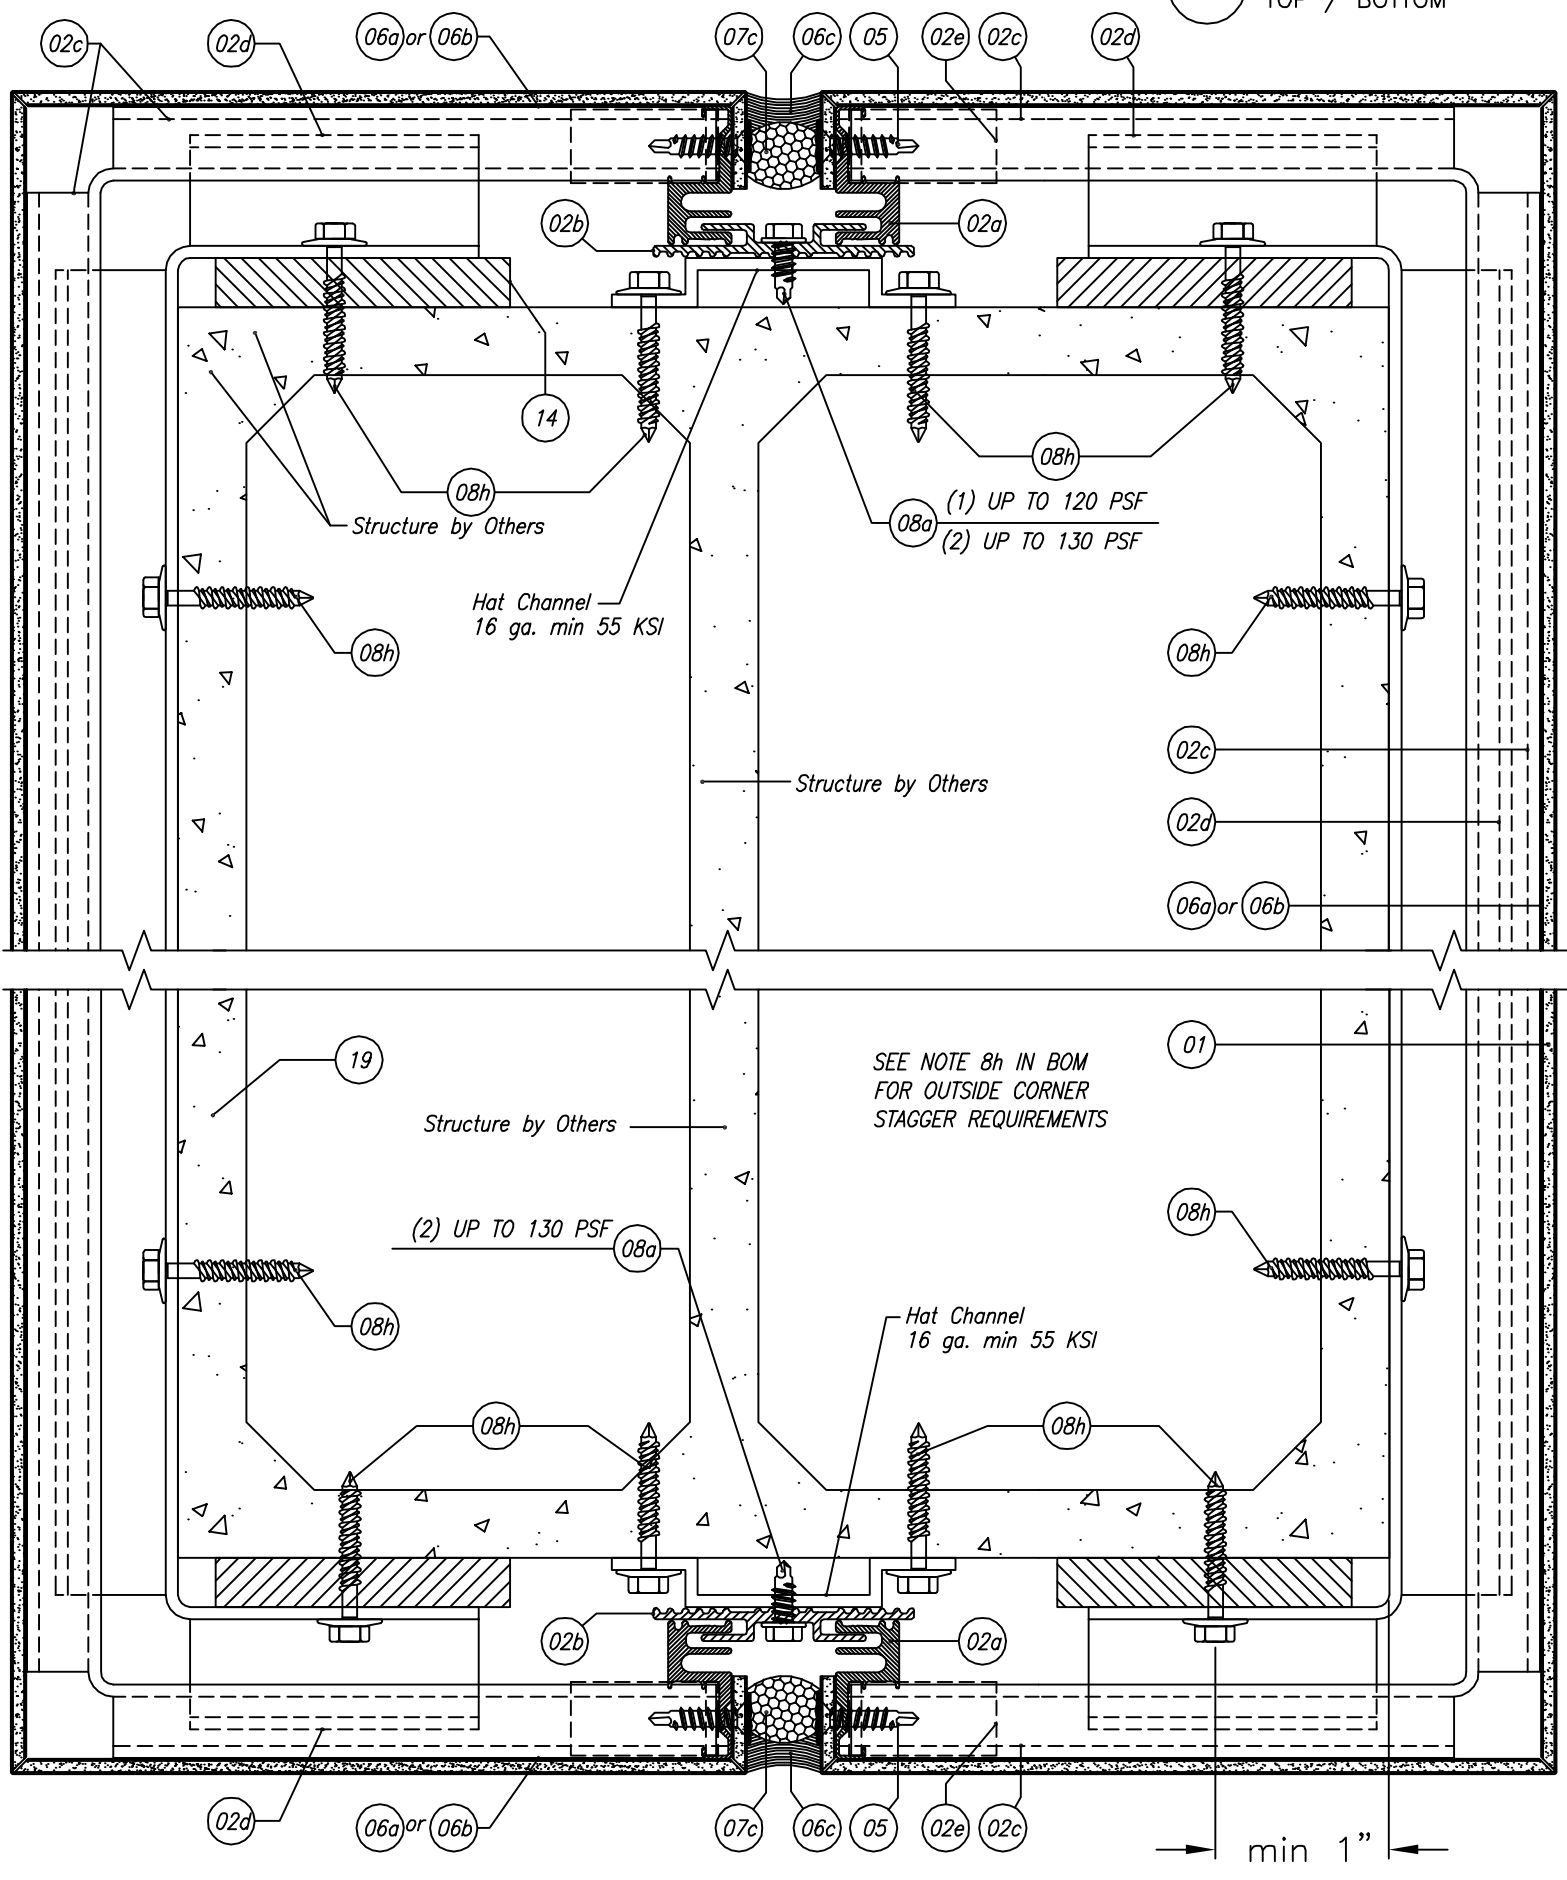 TOP / BOTTOM
02c 02d 06a or 06b 07c 06c 05 02e 02c 02d
02b 02a
14
08h 08h
(1) UP TO 120 PSF
08a
(2) UP TO 130 PSF
Structure by Others
Hat Channel
16 ga. min 55 KSI
08h 08h
02c
Structure by Others
02d
06a or 06b
19 01
SEE NOTE 8h IN BOM
FOR OUTSIDE CORNER
STAGGER REQUIREMENTS
Structure by Others
08h
(2) UP TO 130 PSF 08a
08h
Hat Channel
16 ga. min 55 KSI
08h 08h
02b 02a
02d 06a or 06b 07c 06c 05 02e 02c
min 1”